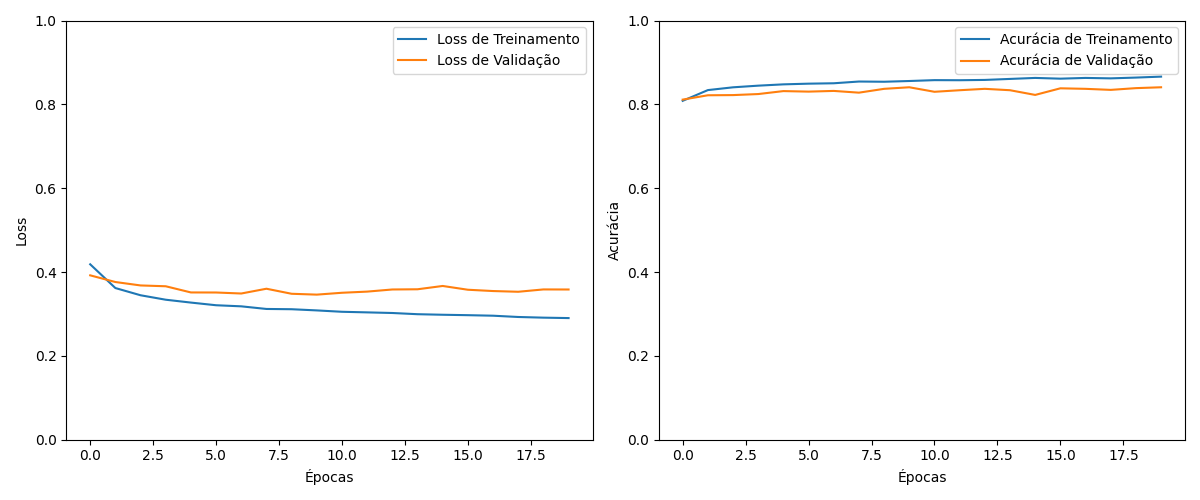 1.0
0.8
0.6
0.4
0.2
0.0
Loss
0.0 2.5 5.0 7.5 10.0 12.5 15.0 17.5
Épocas
Loss de Treinamento
Loss de Validação
1.0
0.8
0.6
0.4
0.2
0.0
Acurácia
0.0 2.5 5.0 7.5 10.0 12.5 15.0 17.5
Épocas
Acurácia de Treinamento
Acurácia de Validação